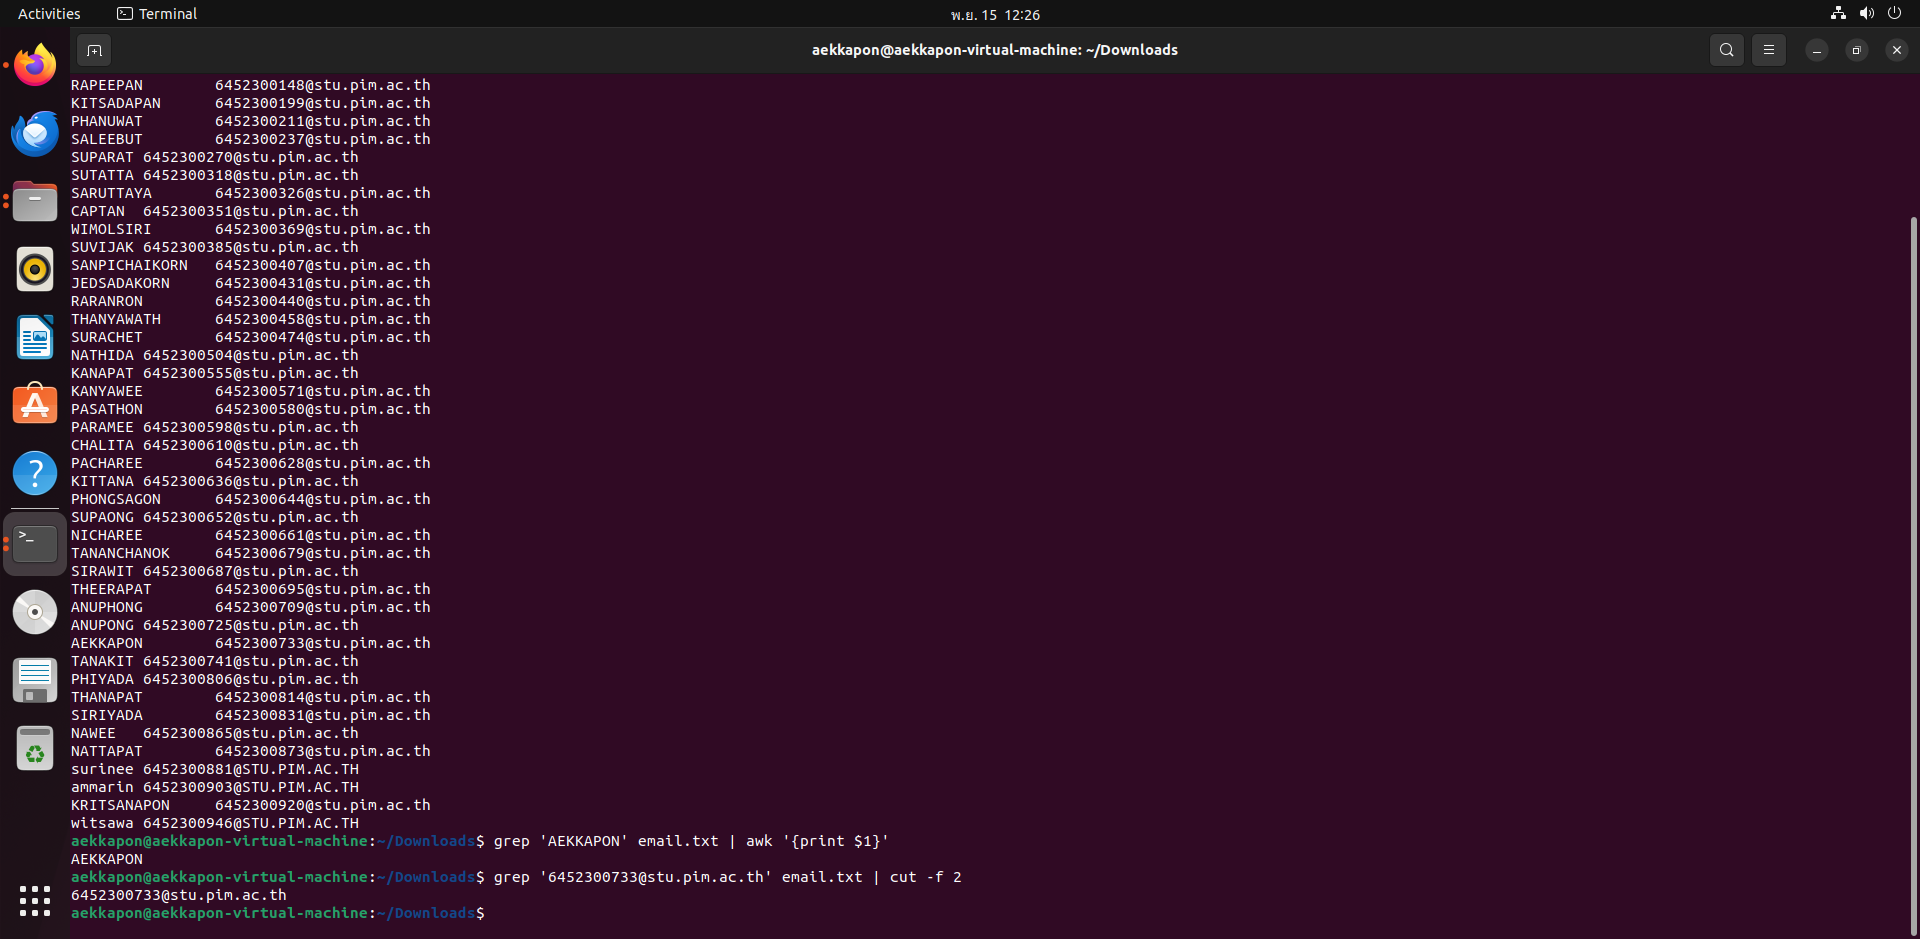 Activities
Terminal
พ.ย. 15 12:26
aekkapon@aekkapon-virtual-machine: ~/Downloads
RAPEEPAN 6452300148@stu.pim.ac.th
KITSADAPAN 6452300199@stu.pim.ac.th
PHANUWAT 6452300211@stu.pim.ac.th
SALEEBUT 6452300237@stu.pim.ac.th
SUPARAT 6452300270@stu.pim.ac.th
SUTATTA 6452300318@stu.pim.ac.th
SARUTTAYA 6452300326@stu.pim.ac.th
CAPTAN 6452300351@stu.pim.ac.th
WIMOLSIRI 6452300369@stu.pim.ac.th
SUVIJAK 6452300385@stu.pim.ac.th
SANPICHAIKORN 6452300407@stu.pim.ac.th
JEDSADAKORN 6452300431@stu.pim.ac.th
RARANRON 6452300440@stu.pim.ac.th
THANYAWATH 6452300458@stu.pim.ac.th
SURACHET 6452300474@stu.pim.ac.th
NATHIDA 6452300504@stu.pim.ac.th
KANAPAT 6452300555@stu.pim.ac.th
KANYAWEE 6452300571@stu.pim.ac.th
PASATHON 6452300580@stu.pim.ac.th
PARAMEE 6452300598@stu.pim.ac.th
CHALITA 6452300610@stu.pim.ac.th
PACHAREE 6452300628@stu.pim.ac.th
KITTANA 6452300636@stu.pim.ac.th
PHONGSAGON 6452300644@stu.pim.ac.th
SUPAONG 6452300652@stu.pim.ac.th
NICHAREE 6452300661@stu.pim.ac.th
TANANCHANOK 6452300679@stu.pim.ac.th
SIRAWIT 6452300687@stu.pim.ac.th
THEERAPAT 6452300695@stu.pim.ac.th
ANUPHONG 6452300709@stu.pim.ac.th
ANUPONG 6452300725@stu.pim.ac.th
AEKKAPON 6452300733@stu.pim.ac.th
TANAKIT 6452300741@stu.pim.ac.th
PHIYADA 6452300806@stu.pim.ac.th
THANAPAT 6452300814@stu.pim.ac.th
SIRIYADA 6452300831@stu.pim.ac.th
NAWEE 6452300865@stu.pim.ac.th
NATTAPAT 6452300873@stu.pim.ac.th
surinee 6452300881@STU.PIM.AC.TH
ammarin 6452300903@STU.PIM.AC.TH
KRITSANAPON 6452300920@stu.pim.ac.th
witsawa 6452300946@STU.PIM.AC.TH
aekkapon@aekkapon-virtual-machine:~/Downloads$ grep 'AEKKAPON' email.txt | awk '{print $1}'
AEKKAPON
aekkapon@aekkapon-virtual-machine:~/Downloads$ grep '6452300733@stu.pim.ac.th' email.txt | cut -f 2
6452300733@stu.pim.ac.th
aekkapon@aekkapon-virtual-machine:~/Downloads$